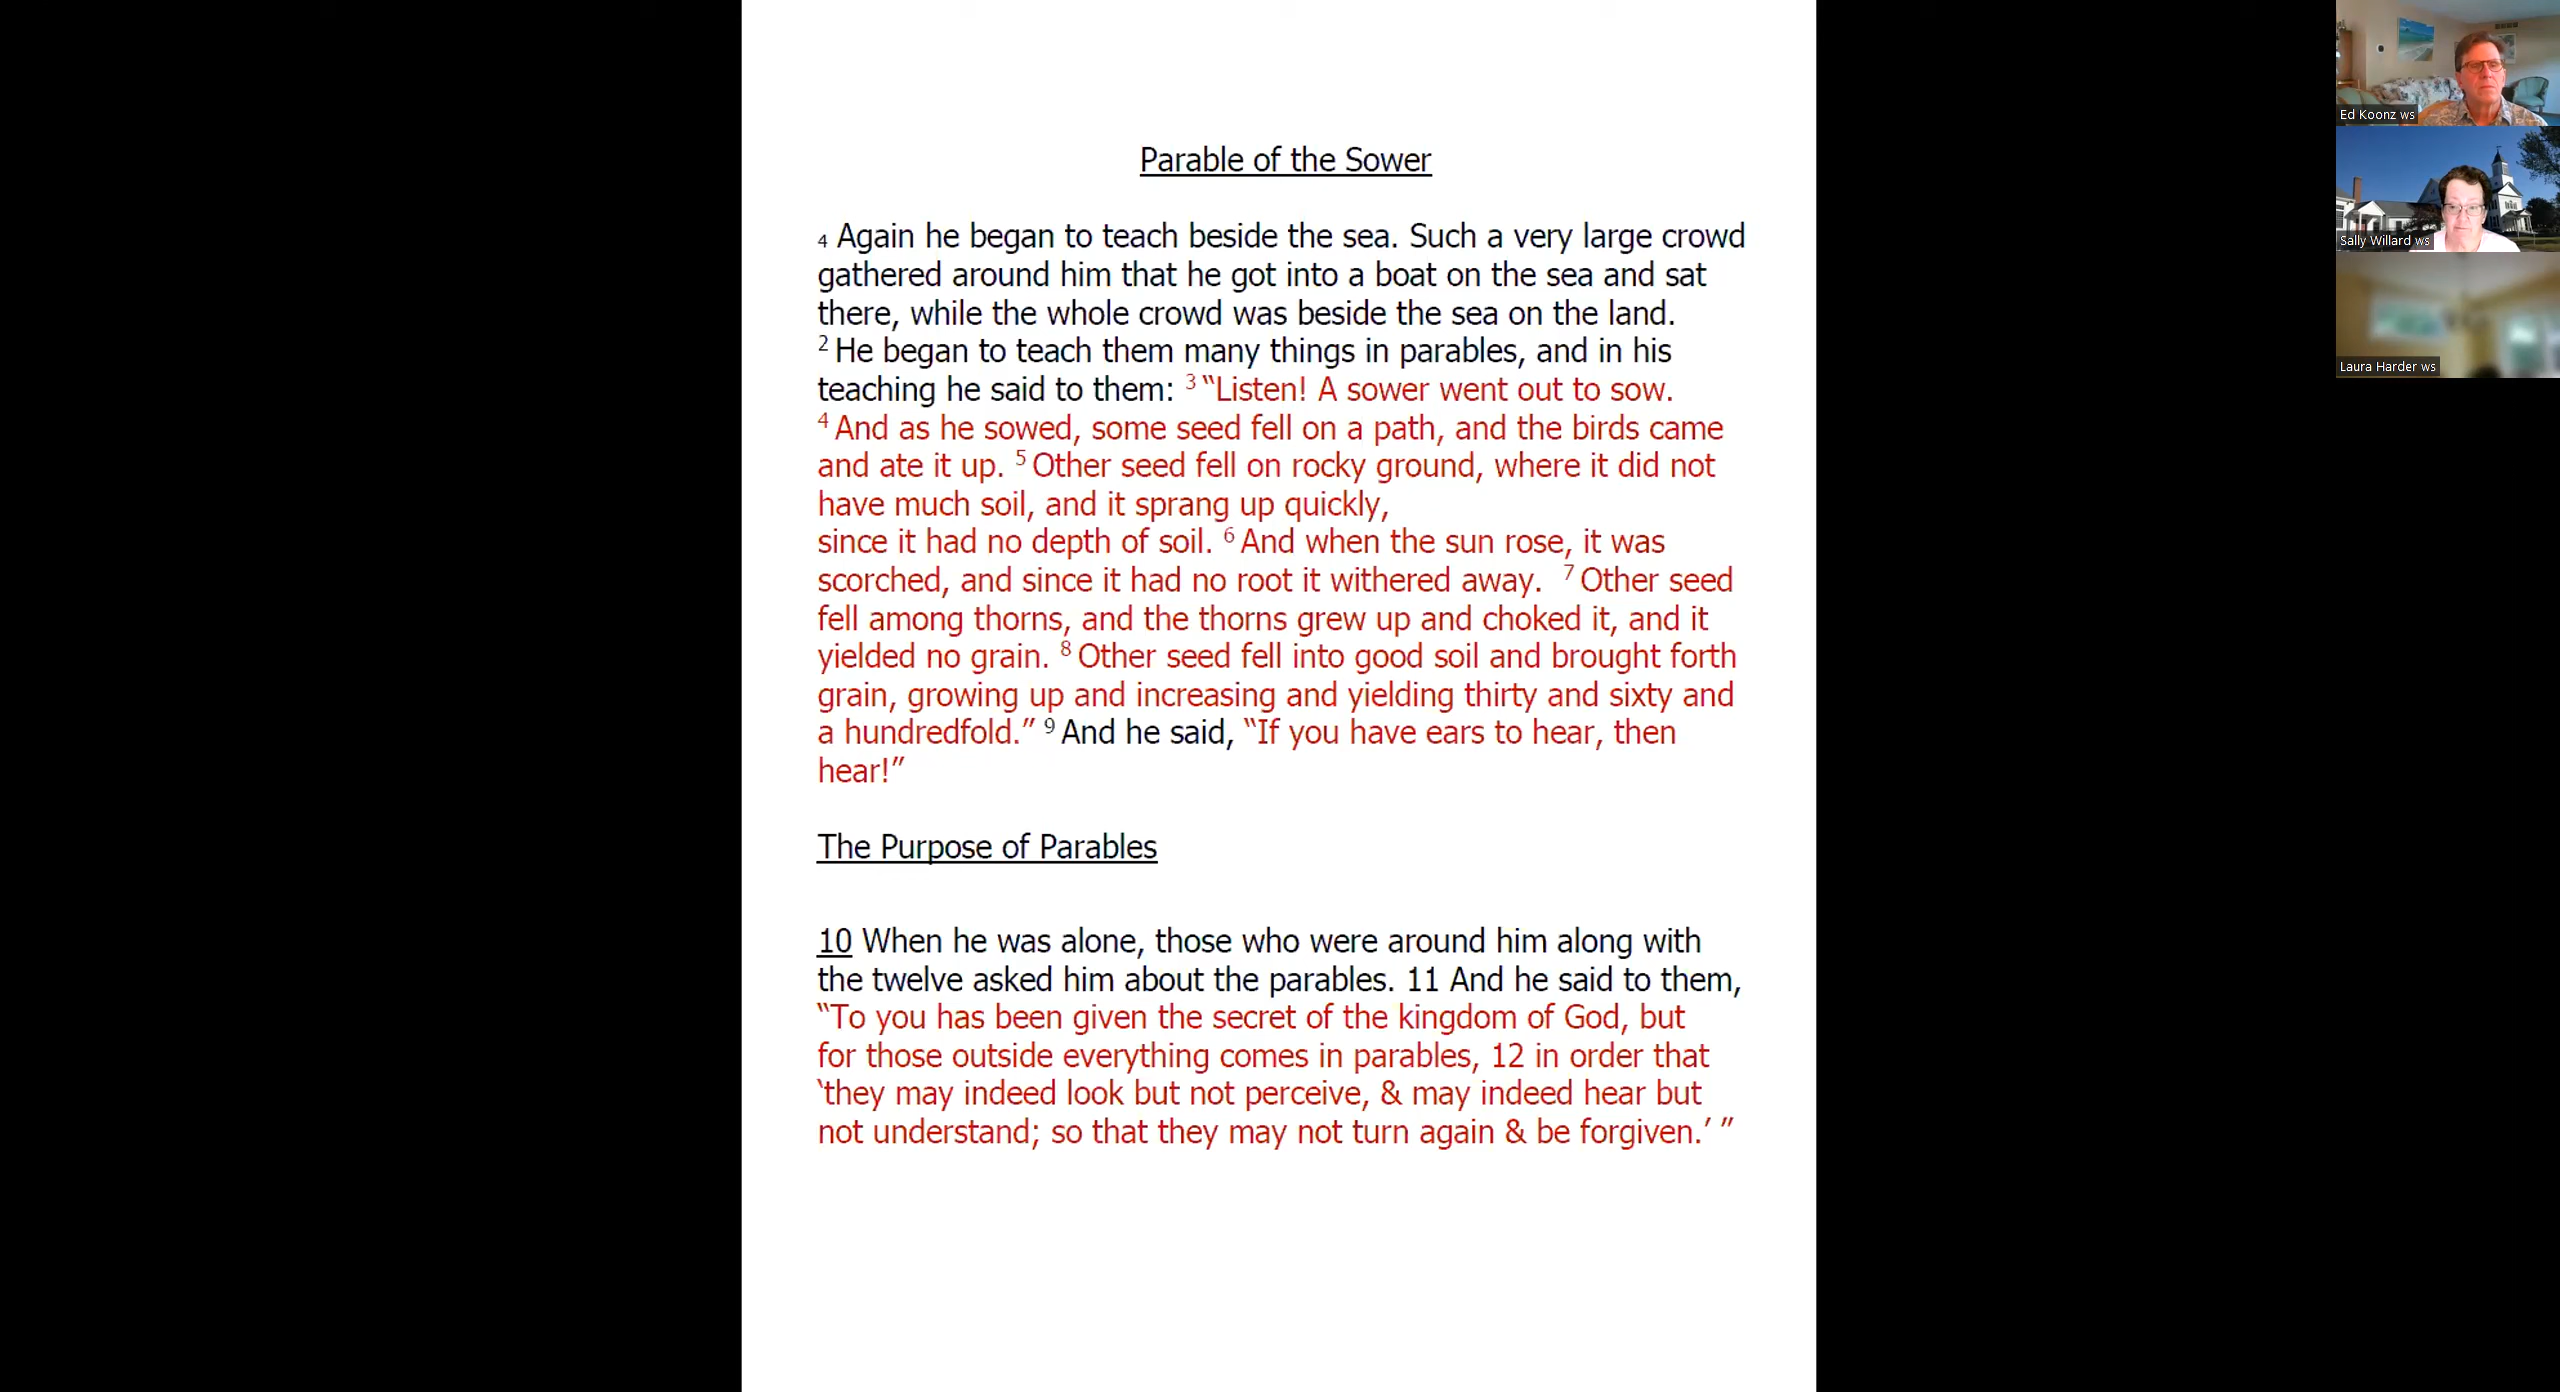 Parable of the Sower
4 Again he began to teach beside the sea. Such a very large crowd
gathered around him that he got into a boat on the sea and sat
there, while the whole crowd was beside the sea on the land.
2 He began to teach them many things in parables, and in his
teaching he said to them: 3 “Listen! A sower went out to sow.
4 And as he sowed, some seed fell on a path, and the birds came
and ate it up. 5 Other seed fell on rocky ground, where it did not
have much soil, and it sprang up quickly,
since it had no depth of soil. 6 And when the sun rose, it was
scorched, and since it had no root it withered away. 7 Other seed
fell among thorns, and the thorns grew up and choked it, and it
yielded no grain. 8 Other seed fell into good soil and brought forth
grain, growing up and increasing and yielding thirty and sixty and
a hundredfold.” 9 And he said, “If you have ears to hear, then
hear!”
The Purpose of Parables
10 When he was alone, those who were around him along with
the twelve asked him about the parables. 11 And he said to them,
“To you has been given the secret of the kingdom of God, but
for those outside everything comes in parables, 12 in order that
‘they may indeed look but not perceive, & may indeed hear but
not understand; so that they may not turn again & be forgiven.’ ”
Ed Koonz ws
Sally Willard ws
Laura Harder ws